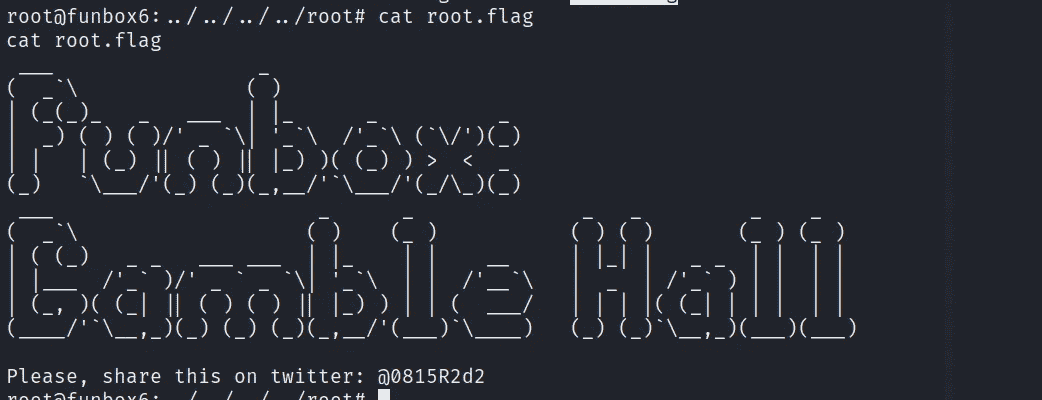 root@funbox6:../../../../root# cat root.flag
cat root.flag
Funbox:
Gamble Hall
Please, share this on twitter: @0815R2d2
root@funbox6:../../../../root#